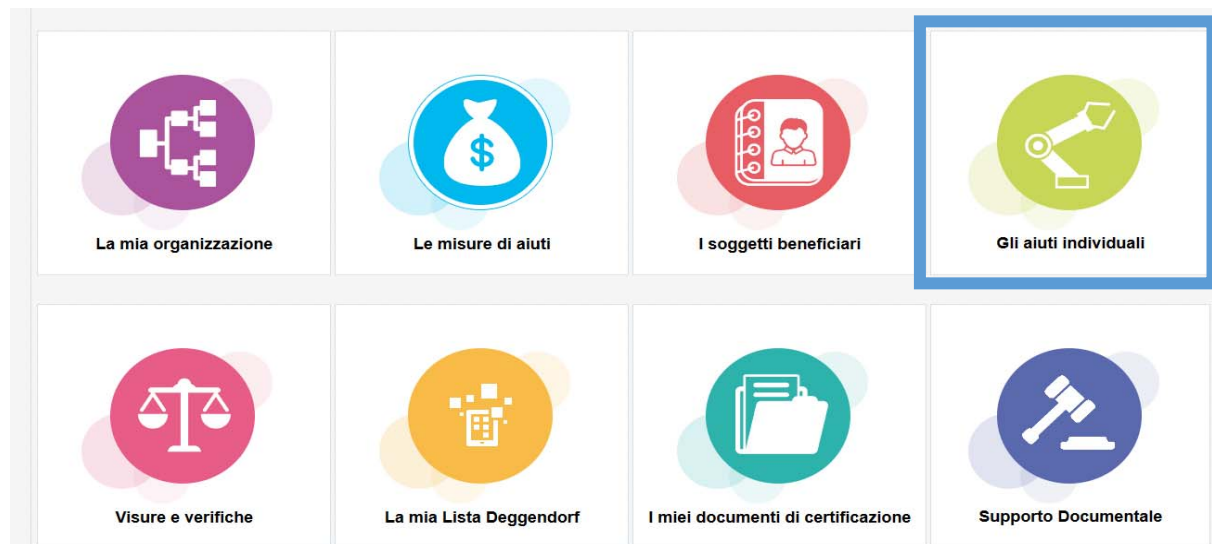 La mia organizzazione
Le misure di aiuti
I soggetti beneficiari
Gli aiuti individuali
Visure e verifiche
La mia Lista Deggendorf
I miei documenti di certificazione
Supporto Documentale